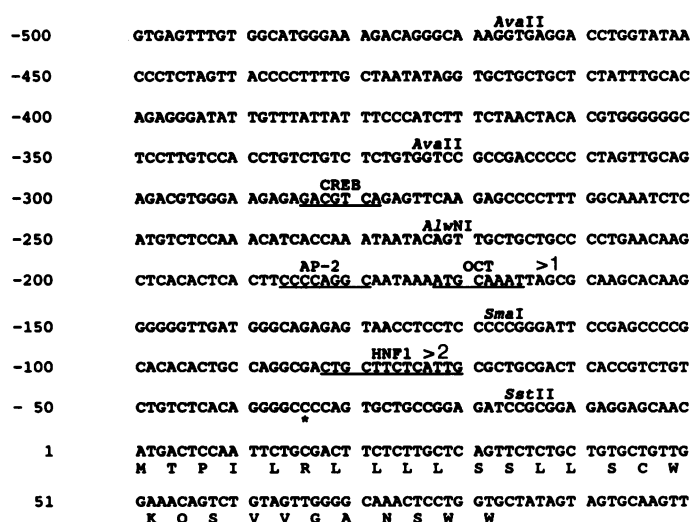 AvaII
-500 GTGAGTTTGT GGCATGGGAA AGACAGGGCA AAGGTGAGGA CCTGGTATAA
-450 CCCTCTAGTT ACCCCTTTTG CTAATATAGG TGCTGCTGCT CTATTTGCAC
-400 AGAGGGATAT TGTTTATTAT TTCCCATCTT TCTAACTACA CGTGGGGGGC
AvaII
-350 TCCTTGTCCA CCTGTCTGTC TCTGTGGTCC GCCGACCCCC CTAGTTGCAG
CREB
-300 AGACGTGGGA AGAGAGACGT CAGAGTTCAA GAGCCCCTTT GGCAAATCTC
AlwNI
-250 ATGTCTCCAA ACATCACCAA ATAATACAGT TGCTGCTGCC CCTGAACAAG
AP-2 OCT >1
-200 CTCACACTCA CTTCCCCAGG CAATAAAATG CAAATTAGCG CAAGCACAAG
SmaI
-150 GGGGGTTGAT GGGCAGAGAG TAACCTCCTC CCCCGGGATT CCGAGCCCCG
HNF1 >2
-100 CACACACTGC CAGGCGACTG CTTCTCATTG CGCTGCGACT CACCGTCTGT
SstII
- 50 CTGTCTCACA GGGGCCCCAG TGCTGCCGGA GATCCGCGGA GAGGAGCAAC
*
1 ATGACTCCAA TTCTGCGACT TCTCTTGCTC AGTTCTCTGC TGTGCTGTTG
M T P I L R L L L L S S L L S C W
51 GAAACAGTCT GTAGTTGGGG CAAACTCCTG GTGCTATAGT AGTGCAAGTT
K Q S V V G A N S W W